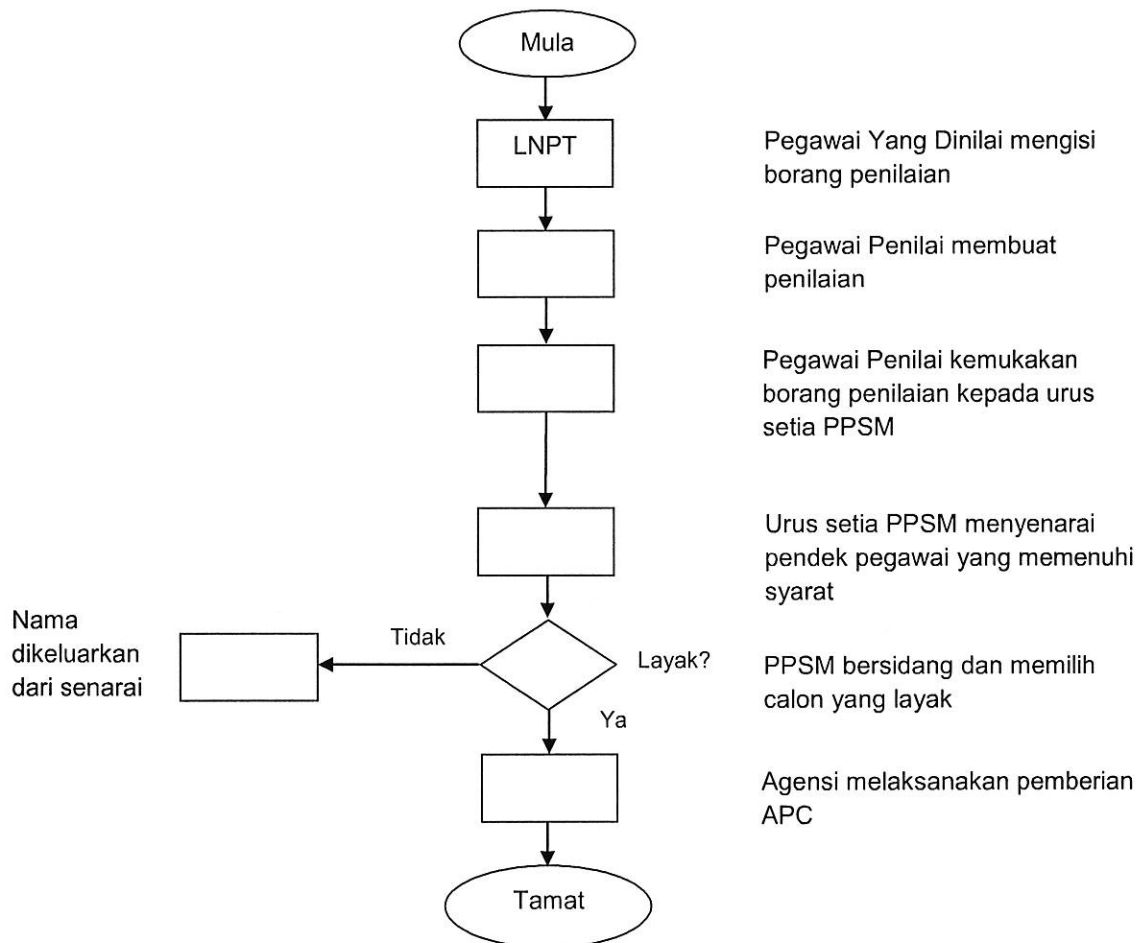 Mula
LNPT
Pegawai Yang Dinilai mengisi
borang penilaian
Pegawai Penilai membuat
penilaian
Pegawai Penilai kemukakan
borang penilaian kepada urus
setia PPSM
Urus setia PPSM menyenarai
pendek pegawai yang memenuhi
syarat
Nama
dikeluarkan
dari senarai
Tidak
Layak?
PPSM bersidang dan memilih
calon yang layak
Ya
Agensi melaksanakan pemberian
APC
Tamat